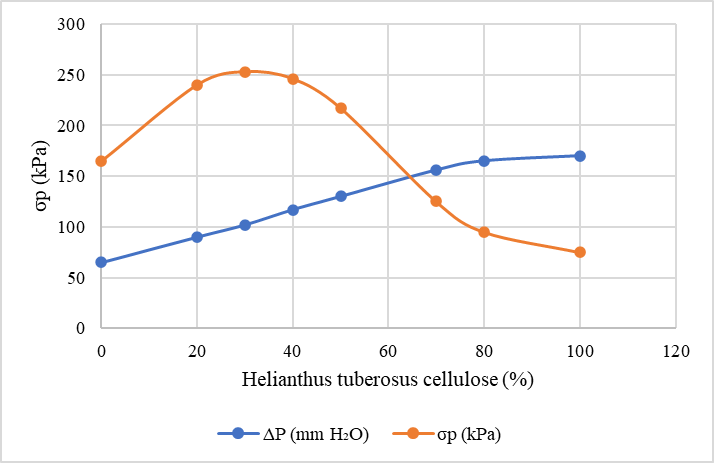 300
250
200
150
100
50
0
σp (kPa)
0 20 40 60 80 100 120
Helianthus tuberosus cellulose (%)
ΔP (mm H₂O) σp (kPa)